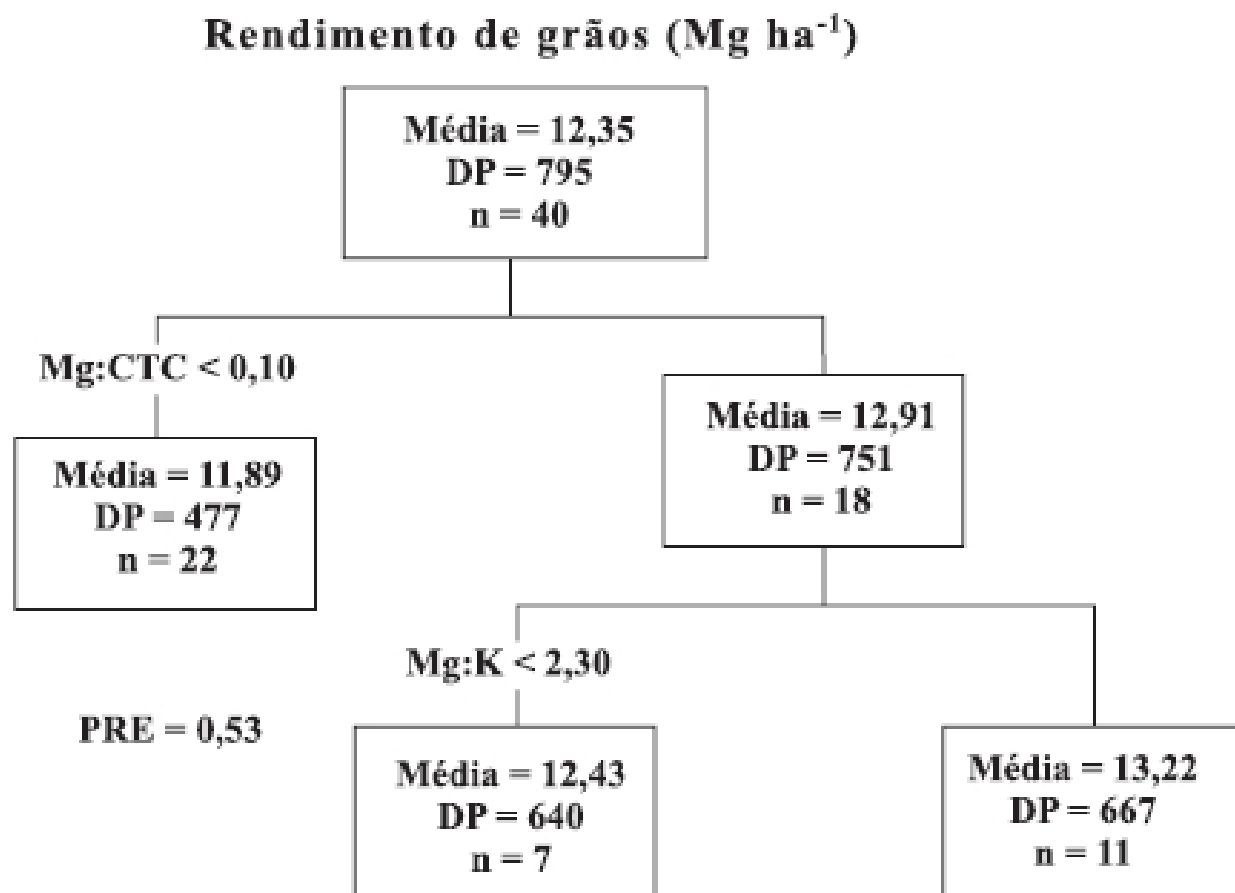 Rendimento de grãos (Mg ha⁻¹)
Média = 12,35
DP = 795
n = 40
Mg:CTC < 0,10
Média = 11,89
DP = 477
n = 22
Média = 12,91
DP = 751
n = 18
Mg:K < 2,30
PRE = 0,53
Média = 12,43
DP = 640
n = 7
Média = 13,22
DP = 667
n = 11